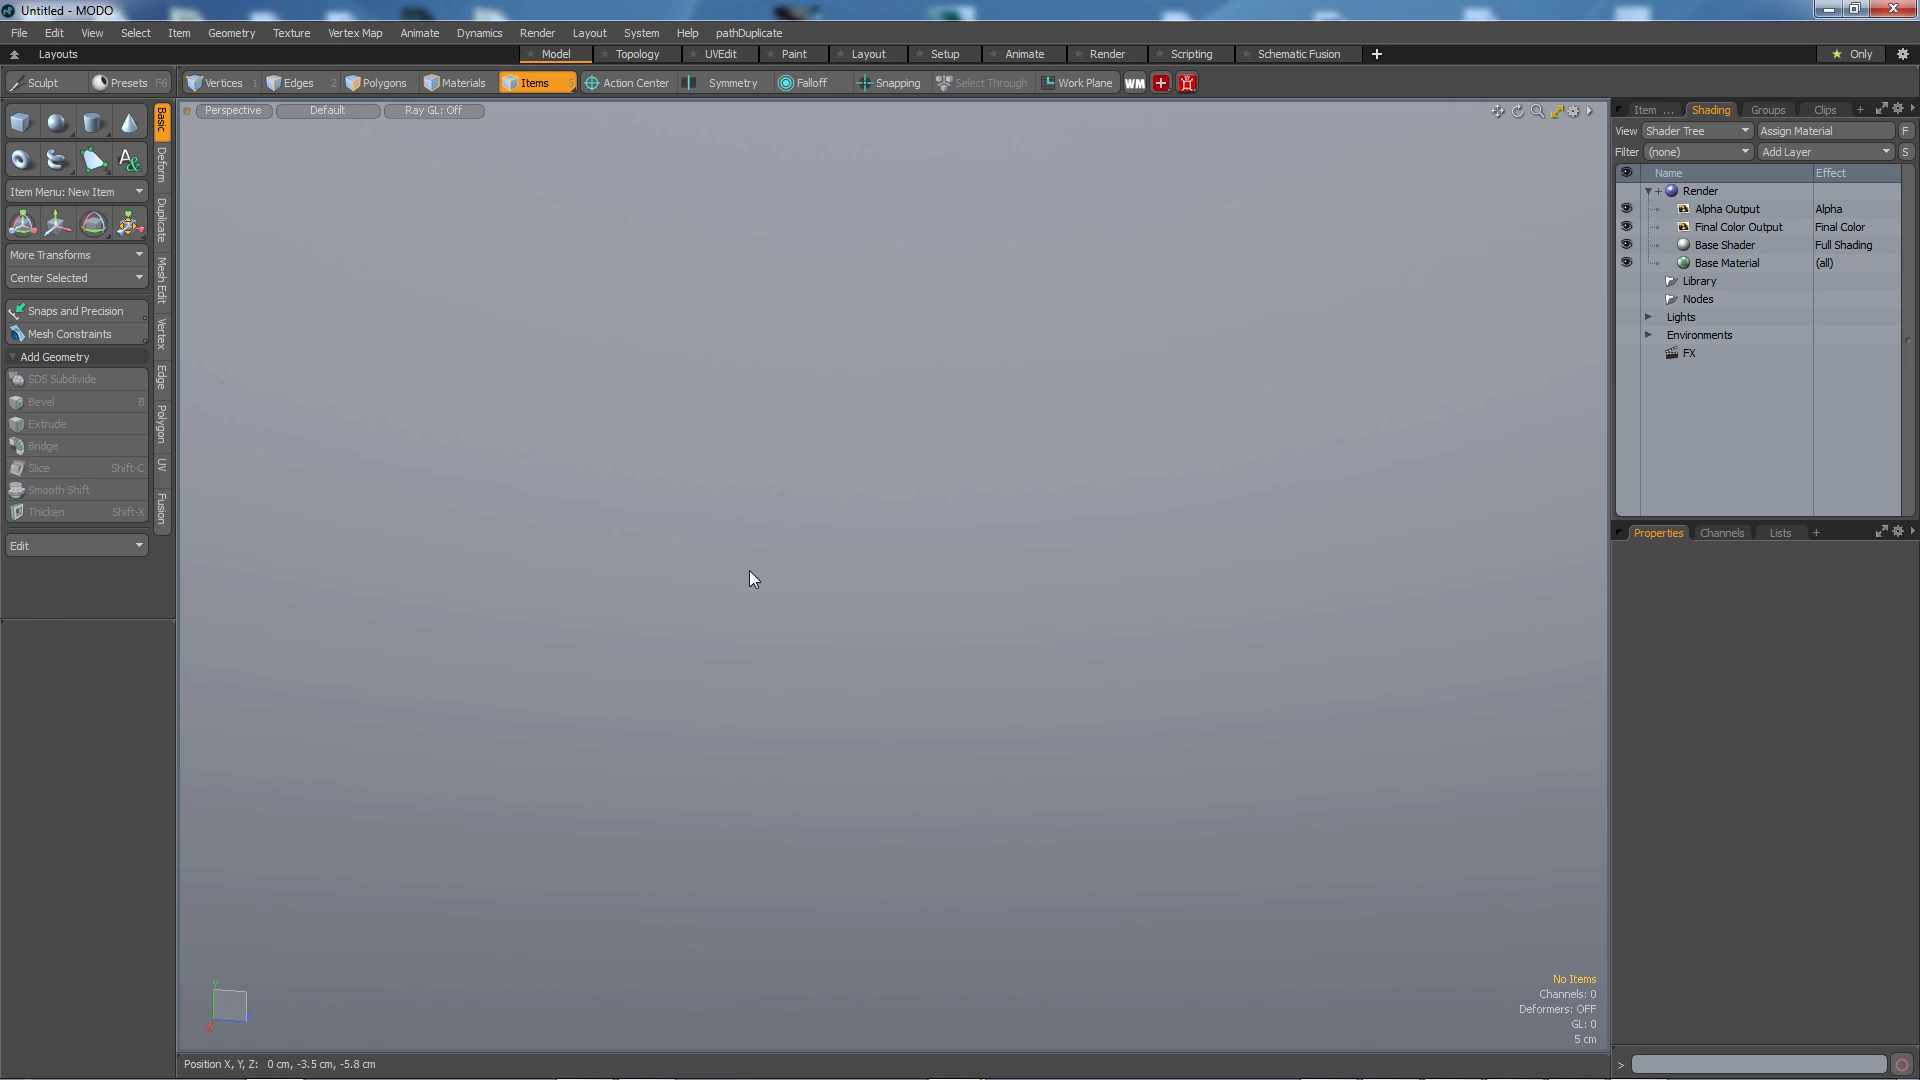 Untitled - MODO
File Edit View Select Item Geometry Texture Vertex Map Animate Dynamics Render Layout System Help pathDuplicate
Layouts Model Topology UVEdit Paint Layout Setup Animate Render Scripting Schematic Fusion Only
Sculpt Presets F6 Vertices 1 Edges 2 Polygons Materials Items 5 Action Center Symmetry Falloff Snapping Select Through Work Plane WM
Perspective Default Ray GL: Off
Basic
Deform
Duplicate
Mesh Edit
Vertex
Edge
Polygon
UV
Fusion
Item Menu: New Item
More Transforms
Center Selected
Snaps and Precision
Mesh Constraints
Add Geometry
SDS Subdivide
Bevel B
Extrude
Bridge
Slice Shift-C
Smooth Shift
Thicken Shift-X
Edit
Item ... Shading Groups Clips +
View Shader Tree Assign Material F
Filter (none) Add Layer S
Name Effect
Render
Alpha Output Alpha
Final Color Output Final Color
Base Shader Full Shading
Base Material (all)
Library
Nodes
Lights
Environments
FX
Properties Channels Lists +
Y
X
No Items
Channels: 0
Deformers: OFF
GL: 0
5 cm
Position X, Y, Z: 0 cm, -3.5 cm, -5.8 cm
>